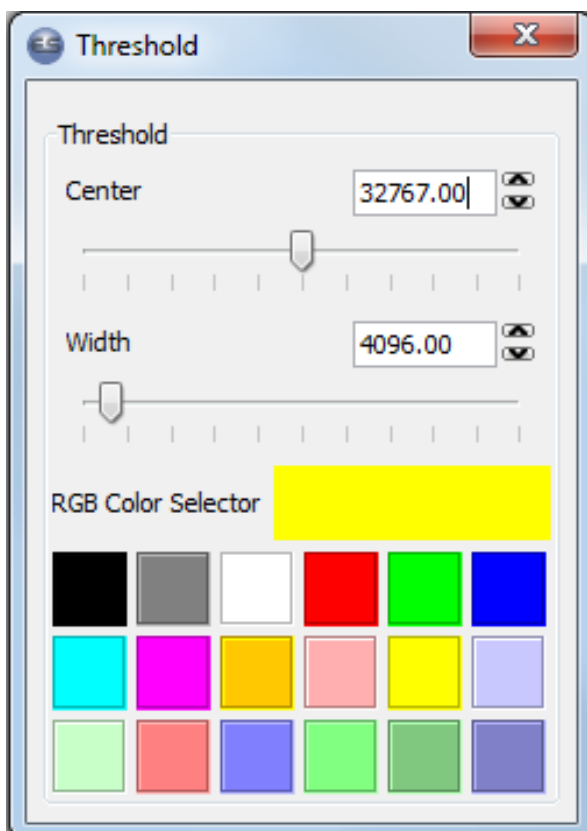 Threshold
Threshold
Center 32767.00
Width 4096.00
RGB Color Selector